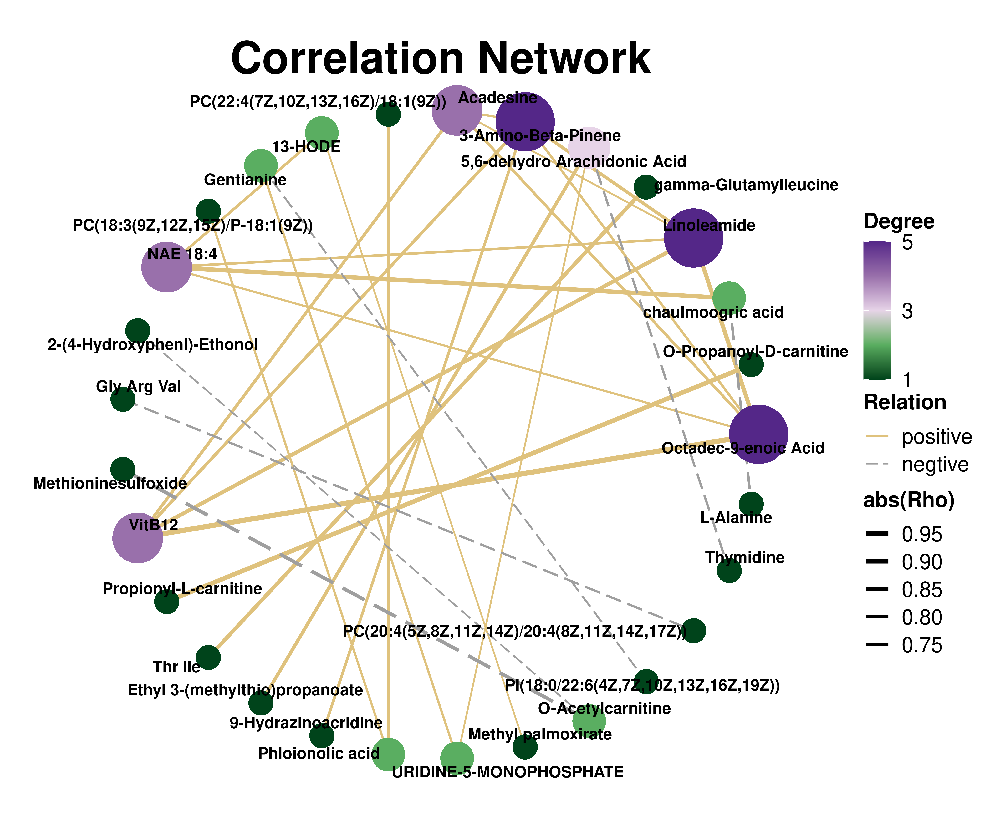 Correlation Network
PC(22:4(7Z,10Z,13Z,16Z)/18:1(9Z))
Acadesine
3-Amino-Beta-Pinene
13-HODE
5,6-dehydro Arachidonic Acid
Gentianine
gamma-Glutamylleucine
PC(18:3(9Z,12Z,15Z)/P-18:1(9Z))
Linoleamide
NAE 18:4
chaulmoogric acid
2-(4-Hydroxyphenl)-Ethonol
O-Propanoyl-D-carnitine
Gly Arg Val
Octadec-9-enoic Acid
Methioninesulfoxide
L-Alanine
VitB12
Thymidine
Propionyl-L-carnitine
PC(20:4(5Z,8Z,11Z,14Z)/20:4(8Z,11Z,14Z,17Z))
Thr Ile
PI(18:0/22:6(4Z,7Z,10Z,13Z,16Z,19Z))
Ethyl 3-(methylthio)propanoate
O-Acetylcarnitine
9-Hydrazinoacridine
Methyl palmoxirate
Phloionolic acid
URIDINE-5-MONOPHOSPHATE
Degree
5
3
1
Relation
positive
negtive
abs(Rho)
0.95
0.90
0.85
0.80
0.75